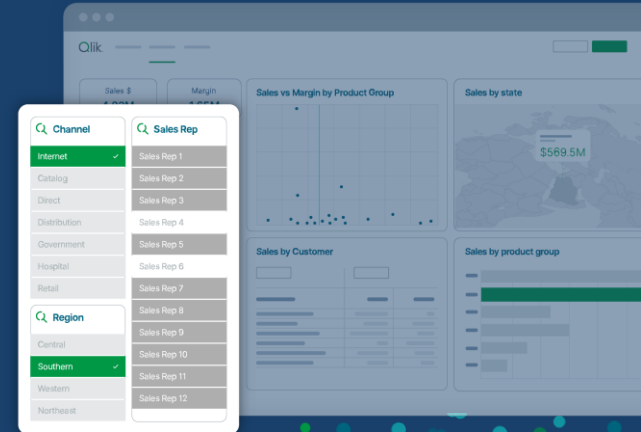 Qlik
Sales $
Margin
Sales vs Margin by Product Group
Sales by state
$569.5M
Channel
Internet
Catalog
Direct
Distribution
Government
Hospital
Retail
Region
Central
Southern
Western
Northeast
Sales Rep
Sales Rep 1
Sales Rep 2
Sales Rep 3
Sales Rep 4
Sales Rep 5
Sales Rep 6
Sales Rep 7
Sales Rep 8
Sales Rep 9
Sales Rep 10
Sales Rep 11
Sales Rep 12
Sales by Customer
Sales by product group